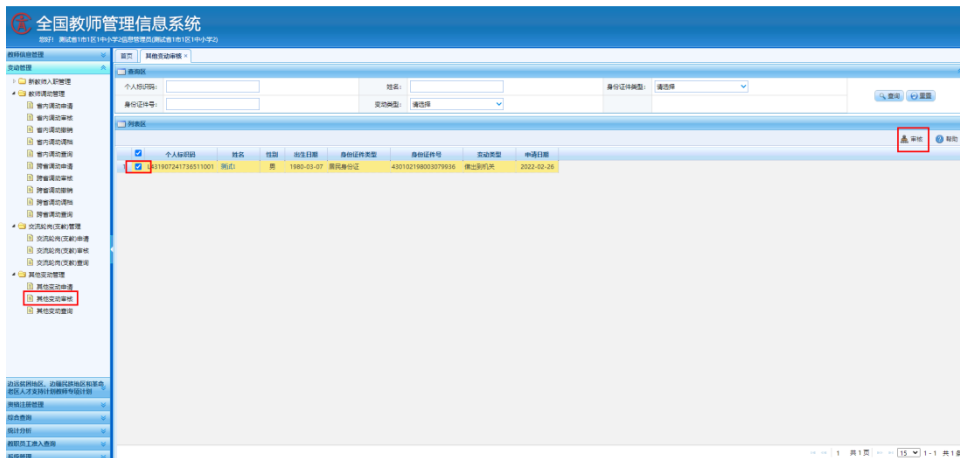 全国教师管理信息系统
您好! 测试省1市1区1中小学2信息管理员(测试省1市1区1中小学2)
教师信息管理
变动管理
新教师入职管理
教师调动管理
省内调动申请
省内调动审核
省内调动撤销
省内调动调档
省内调动查询
跨省调动申请
跨省调动审核
跨省调动撤销
跨省调动调档
跨省调动查询
交流轮岗(支教)管理
交流轮岗(支教)申请
交流轮岗(支教)审核
交流轮岗(支教)查询
其他变动管理
其他变动申请
其他变动审核
其他变动查询
边远贫困地区、边疆民族地区和革命
老区人才支持计划教师专项计划
资格注册管理
综合查询
统计分析
教职员工准入查询
系统管理
首页 其他变动审核 ×
查询区
个人标识码: 姓名: 身份证件类型: 请选择
身份证件号: 变动类型: 请选择
查询 重置
列表区
审核 帮助
个人标识码 姓名 性别 出生日期 身份证件类型 身份证件号 变动类型 申请日期
1 L431907241736511001 测试 男 1980-03-07 居民身份证 430102198003079936 借出到机关 2022-02-26
1 共1页 15 1 - 1 共1条